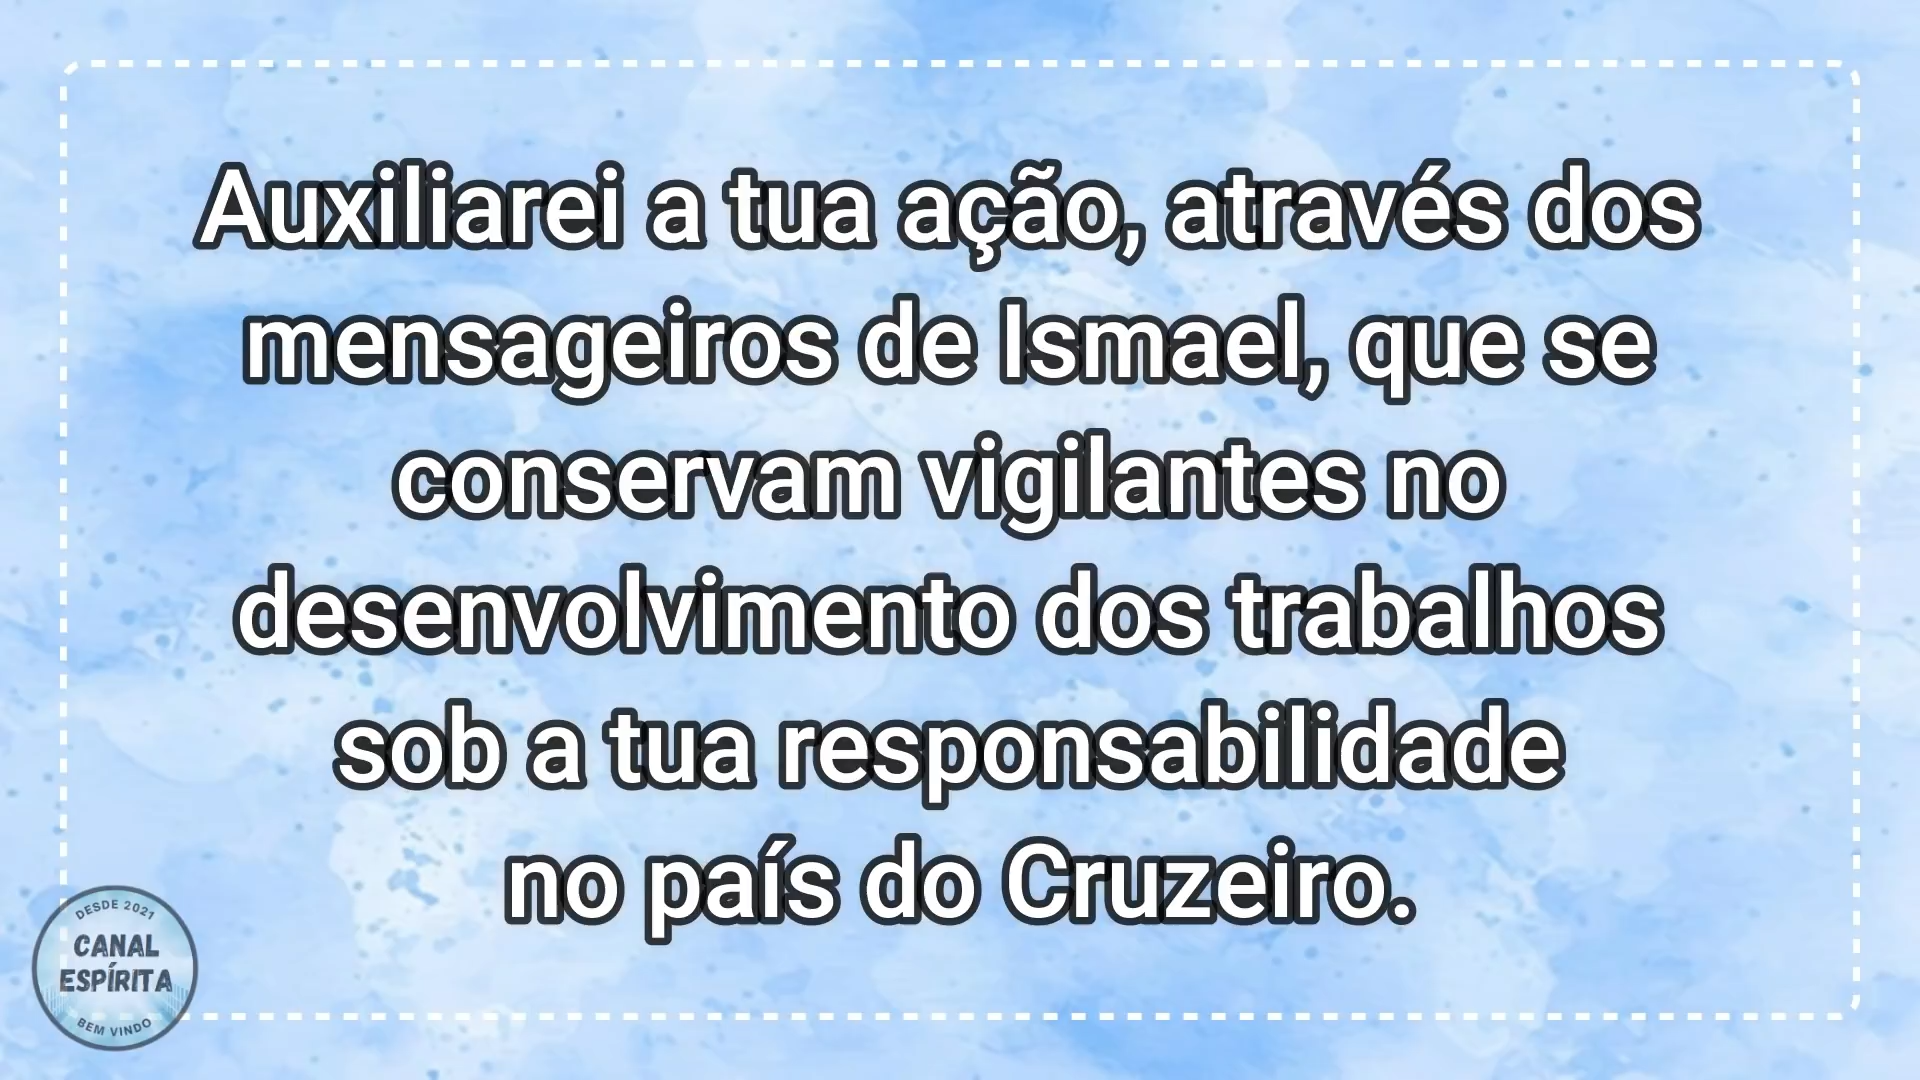 Auxiliarei a tua ação, através dos
mensageiros de Ismael, que se
conservam vigilantes no
desenvolvimento dos trabalhos
sob a tua responsabilidade
no país do Cruzeiro.
DESDE 2021
CANAL
ESPÍRITA
BEM VINDO